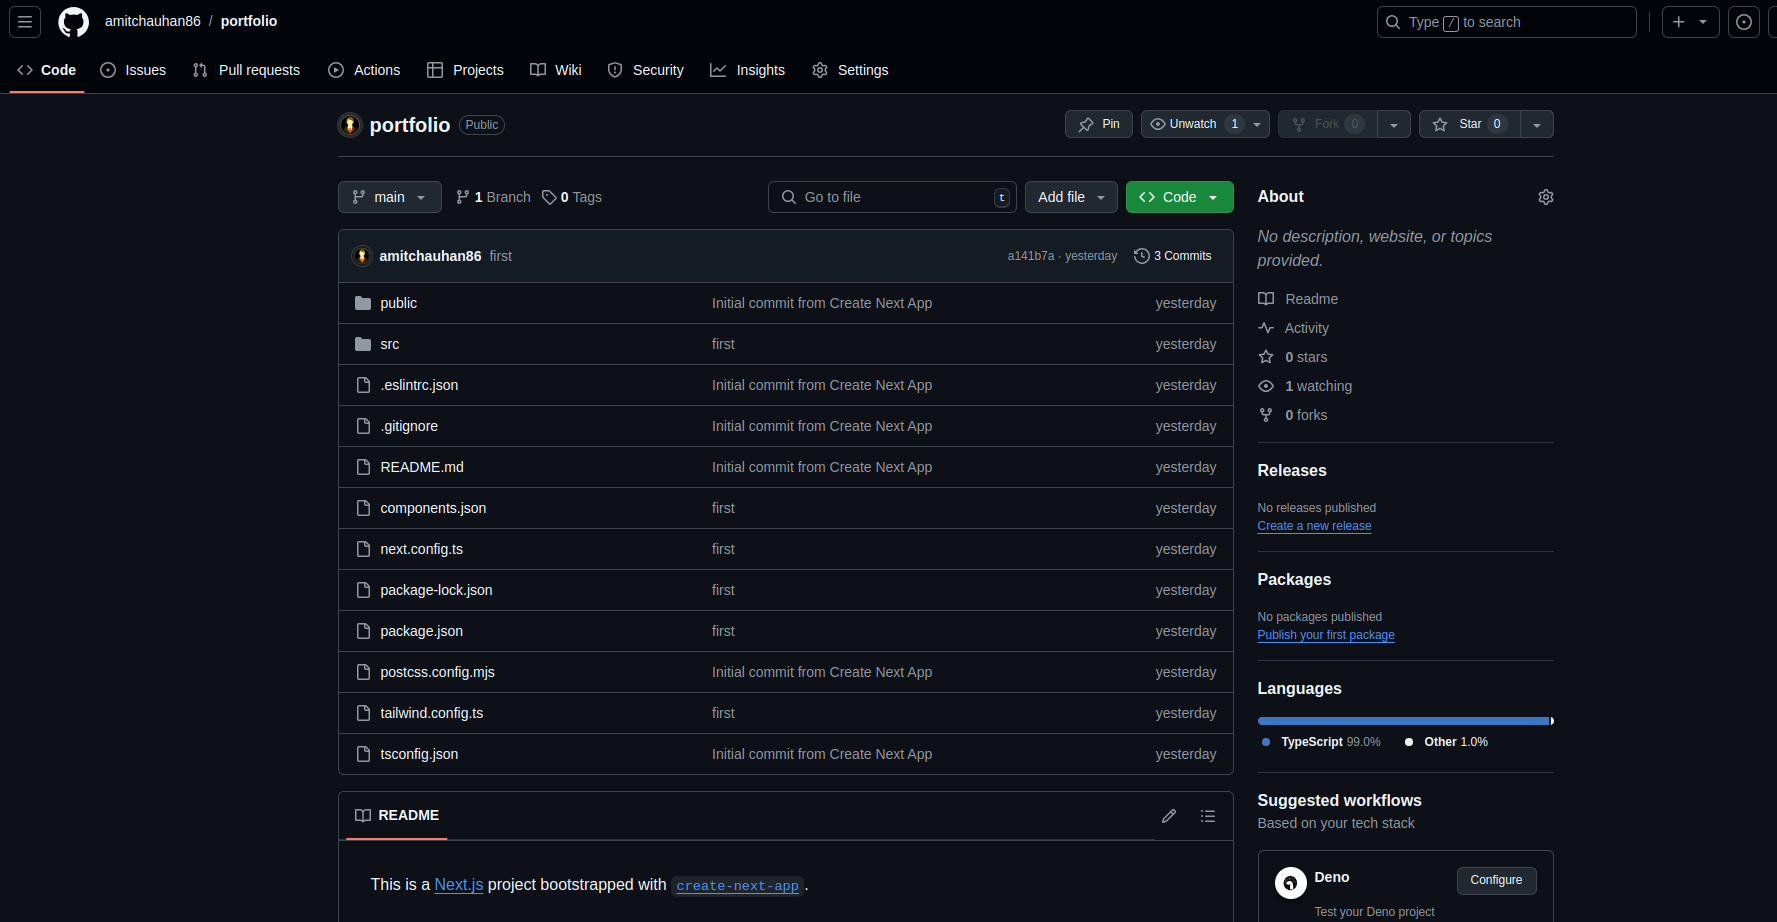 amitchauhan86 / portfolio
Type / to search
Code Issues Pull requests Actions Projects Wiki Security Insights Settings
portfolio Public
Pin Unwatch 1 Fork 0 Star 0
main 1 Branch 0 Tags Go to file t Add file Code
amitchauhan86 first a141b7a · yesterday 3 Commits
public Initial commit from Create Next App yesterday
src first yesterday
.eslintrc.json Initial commit from Create Next App yesterday
.gitignore Initial commit from Create Next App yesterday
README.md Initial commit from Create Next App yesterday
components.json first yesterday
next.config.ts first yesterday
package-lock.json first yesterday
package.json first yesterday
postcss.config.mjs Initial commit from Create Next App yesterday
tailwind.config.ts first yesterday
tsconfig.json Initial commit from Create Next App yesterday
README
This is a Next.js project bootstrapped with create-next-app.
About
No description, website, or topics
provided.
Readme
Activity
0 stars
1 watching
0 forks
Releases
No releases published
Create a new release
Packages
No packages published
Publish your first package
Languages
TypeScript 99.0% Other 1.0%
Suggested workflows
Based on your tech stack
Deno Configure
Test your Deno project